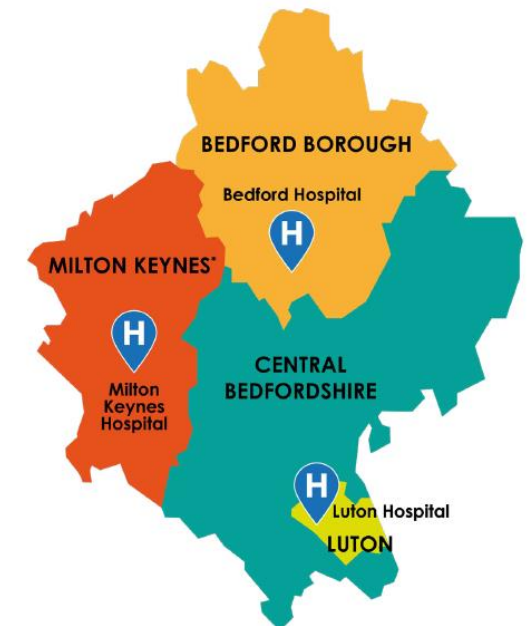 BEDFORD BOROUGH
Bedford Hospital
H
MILTON KEYNES*
H
Milton
Keynes
Hospital
CENTRAL
BEDFORDSHIRE
H
Luton Hospital
LUTON